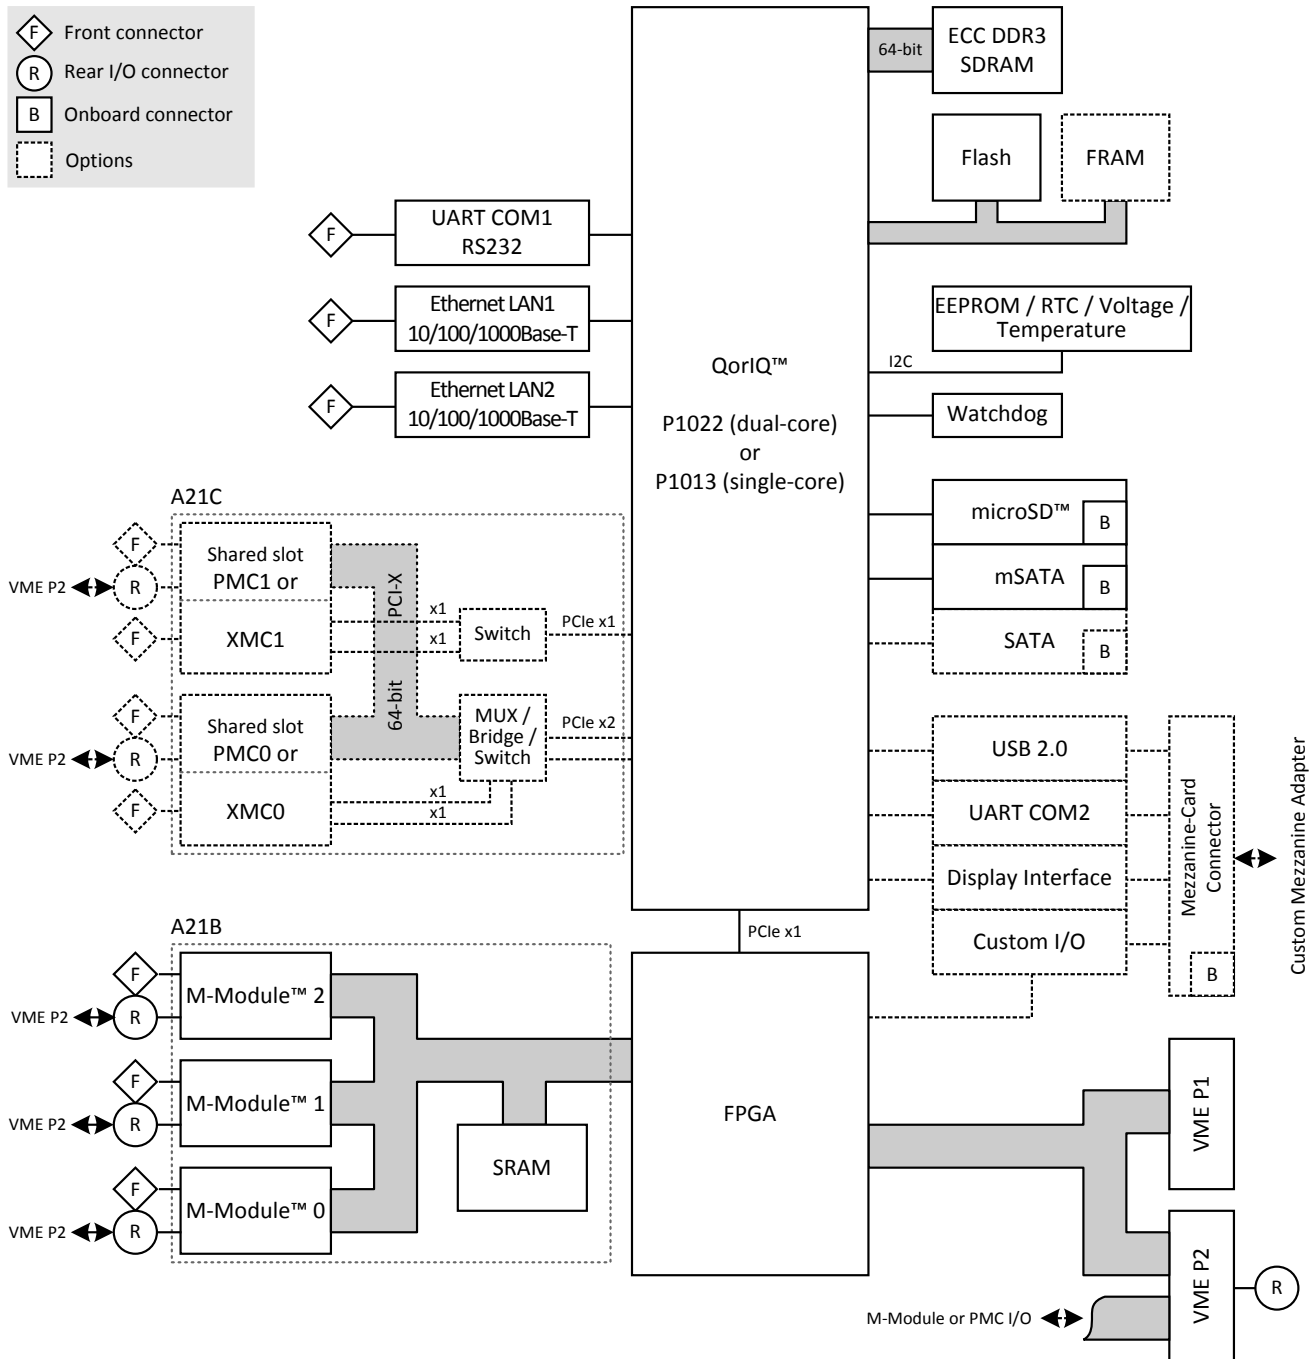 F Front connector
R Rear I/O connector
B Onboard connector
Options
64-bit
ECC DDR3
SDRAM
Flash
FRAM
F
UART COM1
RS232
F
Ethernet LAN1
10/100/1000Base-T
F
Ethernet LAN2
10/100/1000Base-T
QorIQ™
P1022 (dual-core)
or
P1013 (single-core)
EEPROM / RTC / Voltage /
Temperature
I2C
Watchdog
microSD™
B
mSATA
B
SATA
B
A21C
F
VME P2
R
Shared slot
PMC1 or
F
XMC1
PCI-X
64-bit
x1
x1
Switch
PCIe x1
F
VME P2
R
Shared slot
PMC0 or
F
XMC0
MUX /
Bridge /
Switch
PCIe x2
x1
x1
USB 2.0
UART COM2
Display Interface
Custom I/O
Mezzanine-Card
Connector
B
Custom Mezzanine Adapter
PCIe x1
A21B
F
VME P2
R
M-Module™ 2
F
VME P2
R
M-Module™ 1
F
VME P2
R
M-Module™ 0
SRAM
FPGA
VME P1
VME P2
R
M-Module or PMC I/O